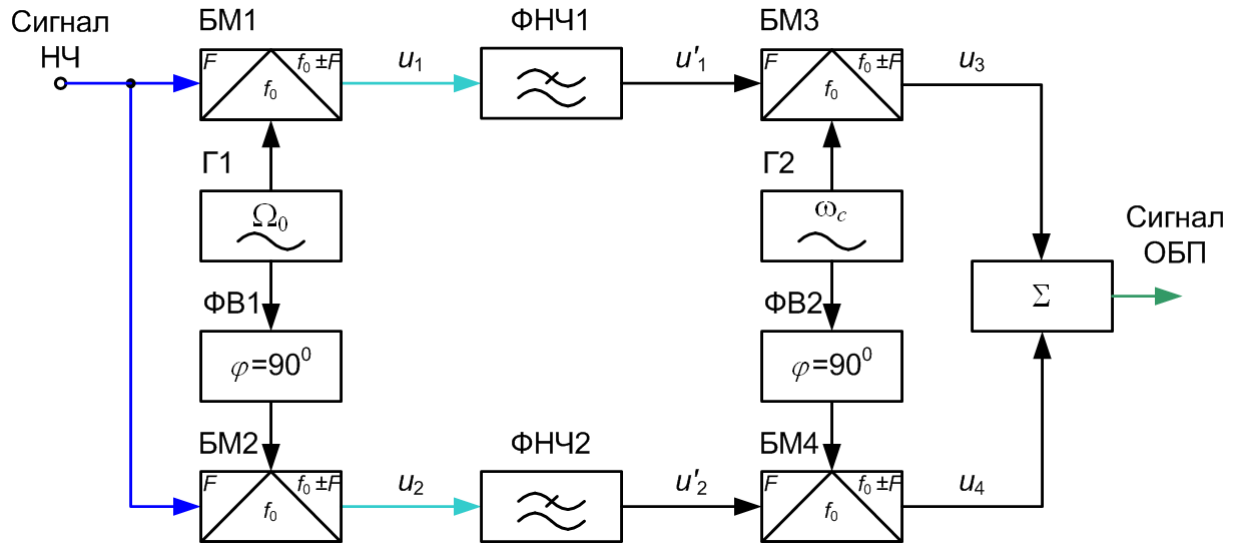 Сигнал
НЧ
БМ1
F
f₀ ±F
f₀
u₁
ФНЧ1
u′₁
БМ3
F
f₀ ±F
f₀
u₃
Г1
Ω₀
Г2
ω_c
Сигнал
ОБП
Σ
ФВ1
φ=90⁰
ФВ2
φ=90⁰
БМ2
F
f₀ ±F
f₀
u₂
ФНЧ2
u′₂
БМ4
F
f₀ ±F
f₀
u₄